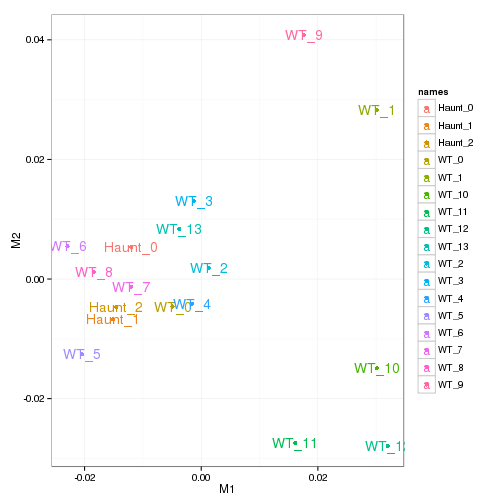 0.04
0.02
0.00
-0.02
M2
-0.02
0.00
0.02
M1
WT_9
WT_1
WT_3
WT_13
WT_6
Haunt_0
WT_2
WT_8
WT_7
Haunt_2
WT_0
WT_4
Haunt_1
WT_5
WT_10
WT_11
names
a Haunt_0
a Haunt_1
a Haunt_2
a WT_0
a WT_1
a WT_10
a WT_11
a WT_12
a WT_13
a WT_2
a WT_3
a WT_4
a WT_5
a WT_6
a WT_7
a WT_8
a WT_9